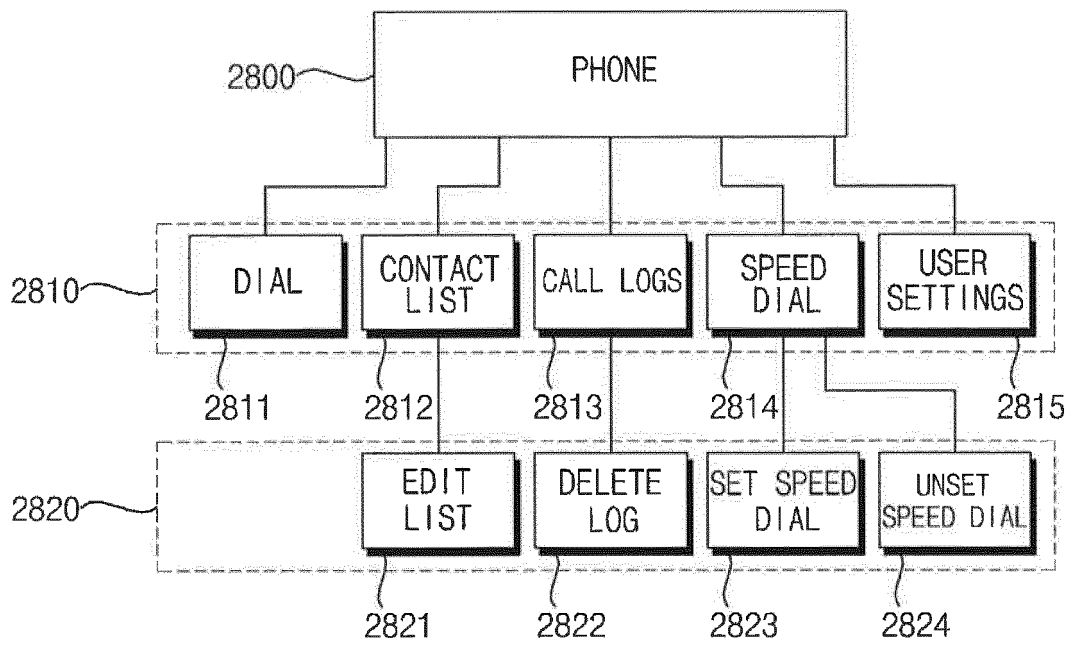 PHONE
2800
DIAL
CONTACT
LIST
CALL LOGS
SPEED
DIAL
USER
SETTINGS
2810
2811
2812
2813
2814
2815
EDIT
LIST
DELETE
LOG
SET SPEED
DIAL
UNSET
SPEED DIAL
2820
2821
2822
2823
2824